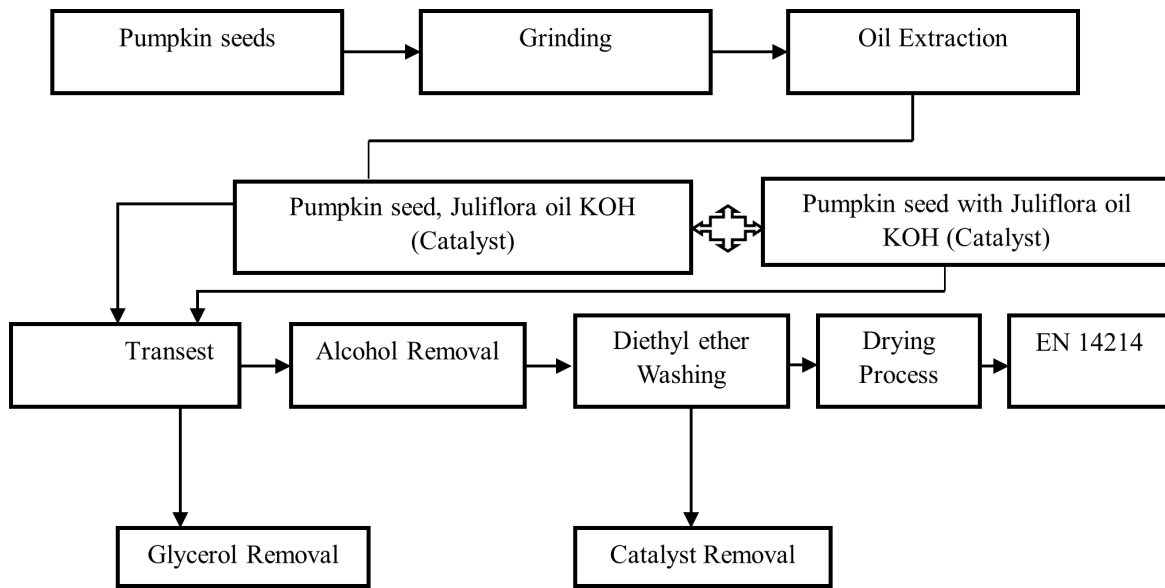 Pumpkin seeds
Grinding
Oil Extraction
Pumpkin seed, Juliflora oil KOH
(Catalyst)
Pumpkin seed with Juliflora oil
KOH (Catalyst)
Transest
Alcohol Removal
Diethyl ether
Washing
Drying
Process
EN 14214
Glycerol Removal
Catalyst Removal